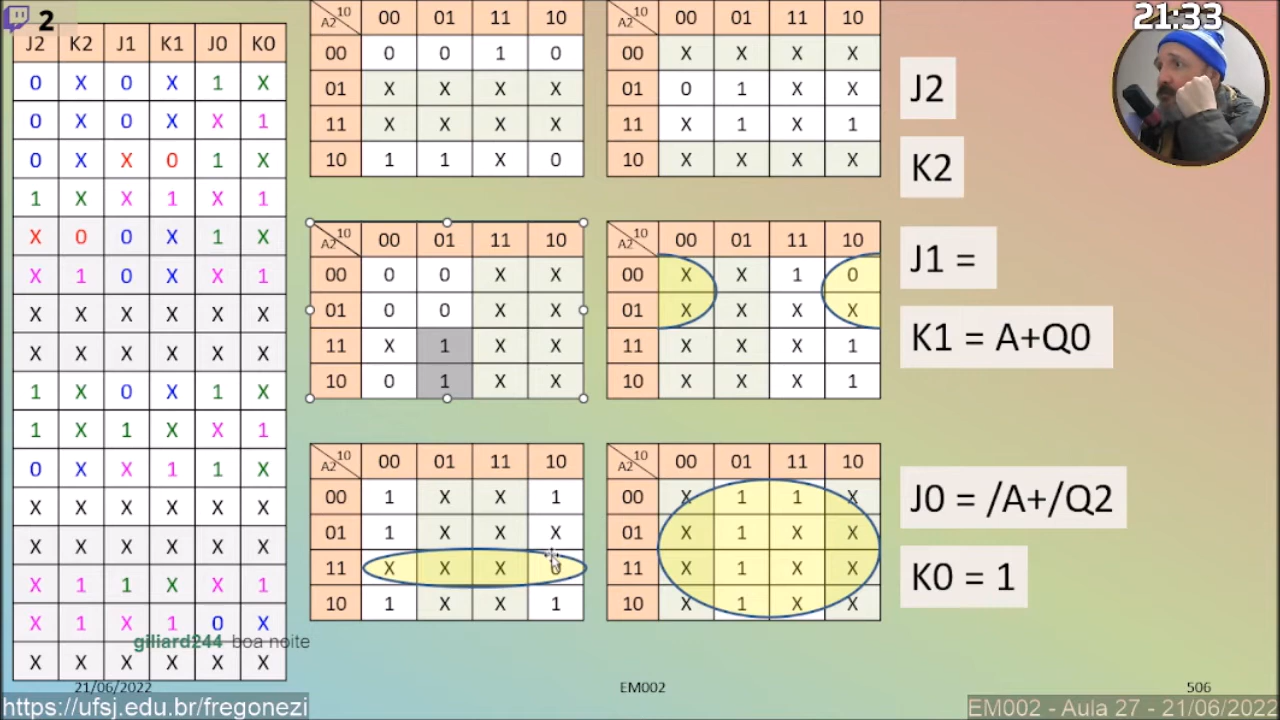 2
21:33
J2 K2 J1 K1 J0 K0
0 X 0 X 1 X
0 X 0 X X 1
0 X X 0 1 X
1 X X 1 X 1
X 0 0 X 1 X
X 1 0 X X 1
X X X X X X
X X X X X X
1 X 0 X 1 X
1 X 1 X X 1
0 X X 1 1 X
X X X X X X
X X X X X X
X 1 1 X X 1
X 1 X 1 0 X
X X X X X X
A2 10 00 01 11 10
00 0 0 1 0
01 X X X X
11 X X X X
10 1 1 X 0
A2 10 00 01 11 10
00 X X X X
01 0 1 X X
11 X 1 X 1
10 X X X X
J2
K2
A2 10 00 01 11 10
00 0 0 X X
01 0 0 X X
11 X 1 X X
10 0 1 X X
A2 10 00 01 11 10
00 X X 1 0
01 X X X X
11 X X X 1
10 X X X 1
J1 =
K1 = A+Q0
A2 10 00 01 11 10
00 1 X X 1
01 1 X X X
11 X X X 0
10 1 X X 1
A2 10 00 01 11 10
00 X 1 1 X
01 X 1 X X
11 X 1 X X
10 X 1 X X
J0 = /A+/Q2
K0 = 1
giliard244 boa noite
21/06/2022
EM002
506
https://ufsj.edu.br/fregonezi
EM002 - Aula 27 - 21/06/2022